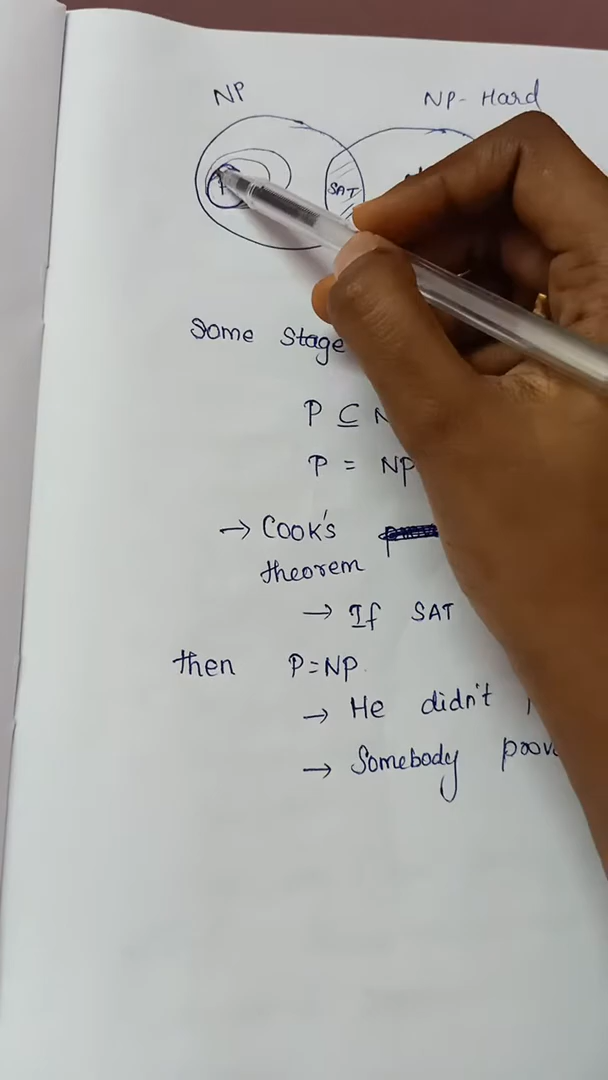 NP NP-Hard
SAT
Some Stage
P ⊆
P = NP
→ Cook's
theorem
→ If SAT
then P=NP.
→ He didn't
→ Somebody